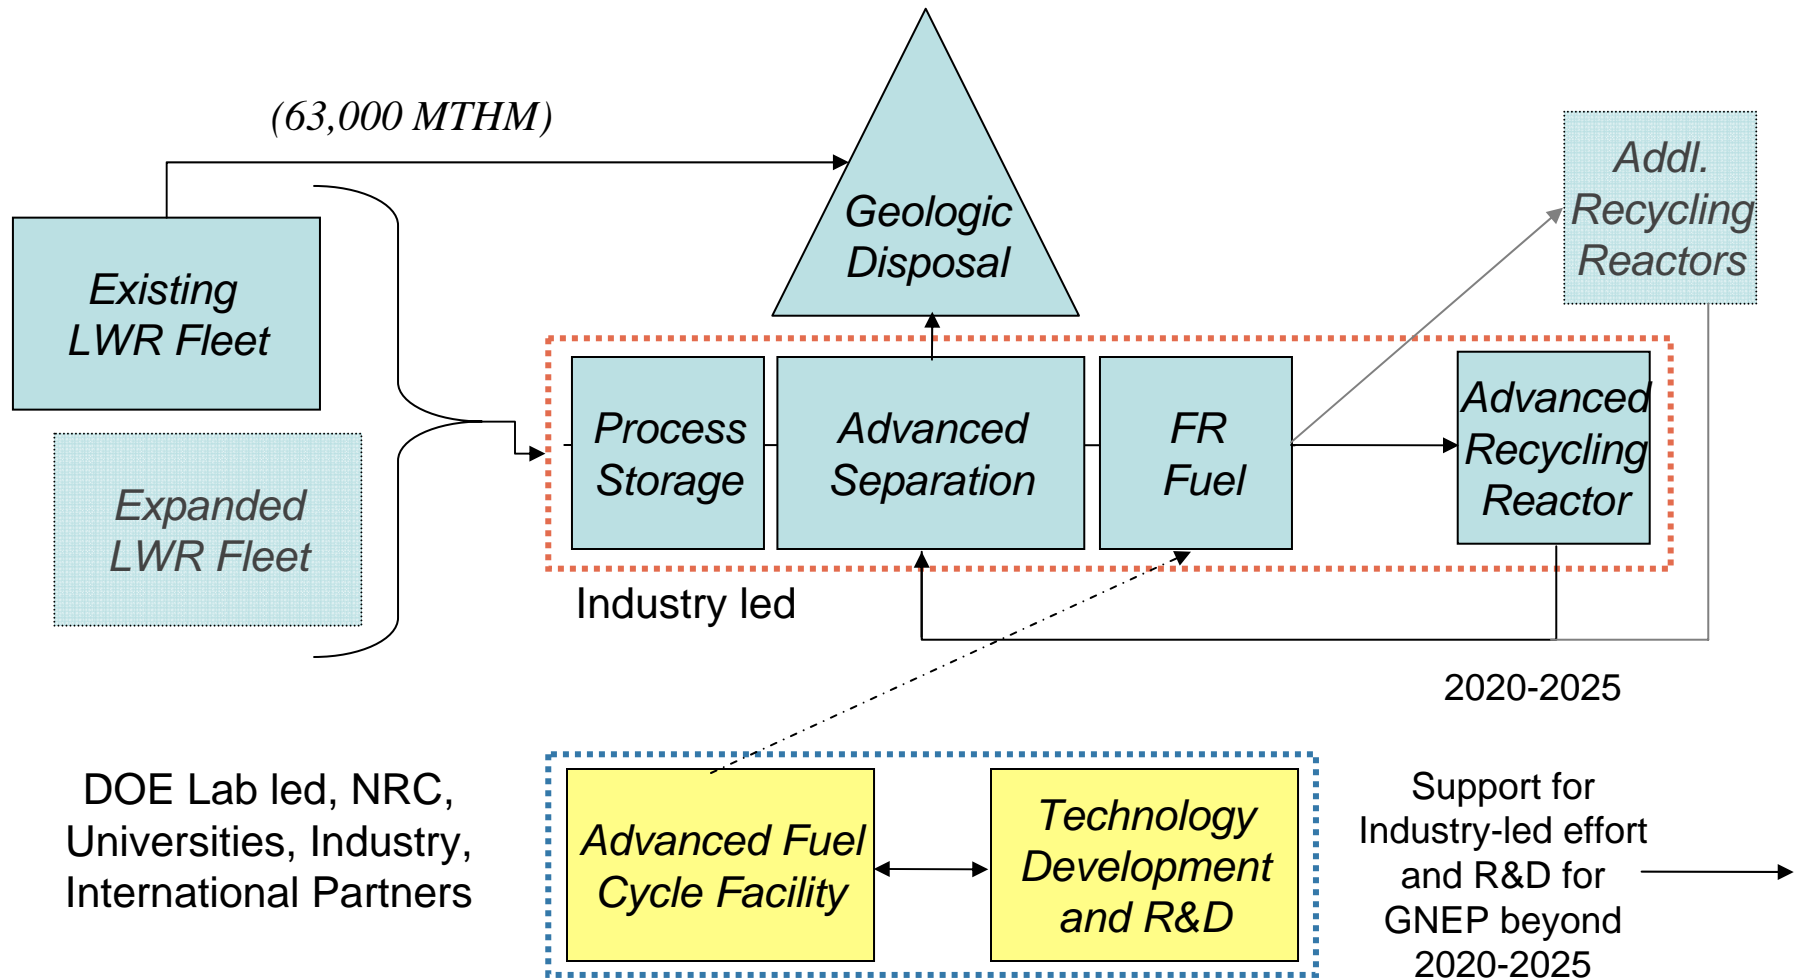 (63,000 MTHM)
Geologic
Disposal
Addl.
Recycling
Reactors
Existing
LWR Fleet
Expanded
LWR Fleet
Process
Storage
Advanced
Separation
FR
Fuel
Advanced
Recycling
Reactor
Industry led
2020-2025
DOE Lab led, NRC,
Universities, Industry,
International Partners
Advanced Fuel
Cycle Facility
Technology
Development
and R&D
Support for
Industry-led effort
and R&D for
GNEP beyond
2020-2025